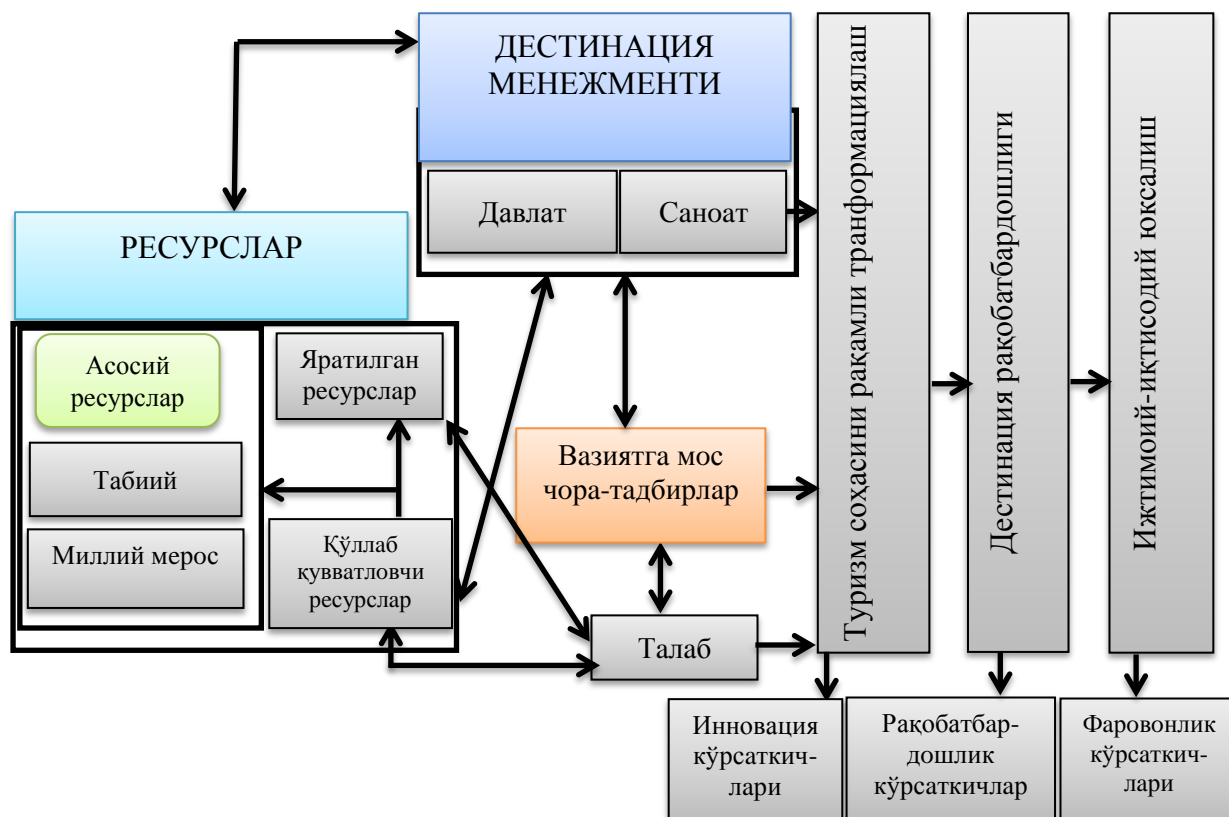 ДЕСТИНАЦИЯ
МЕНЕЖМЕНТИ
Давлат
Саноат
РЕСУРСЛАР
Асосий
ресурслар
Табиий
Миллий мерос
Яратилган
ресурслар
Қўллаб
қувватловчи
ресурслар
Вазиятга мос
чора-тадбирлар
Талаб
Туризм соҳасини рақамли транформациялаш
Дестинация рақобатбардошлиги
Ижтимоий-иқтисодий юксалиш
Инновация
кўрсаткич-
лари
Рақобатбар-
дошлик
кўрсаткичлар
Фаровонлик
кўрсаткич-
лари